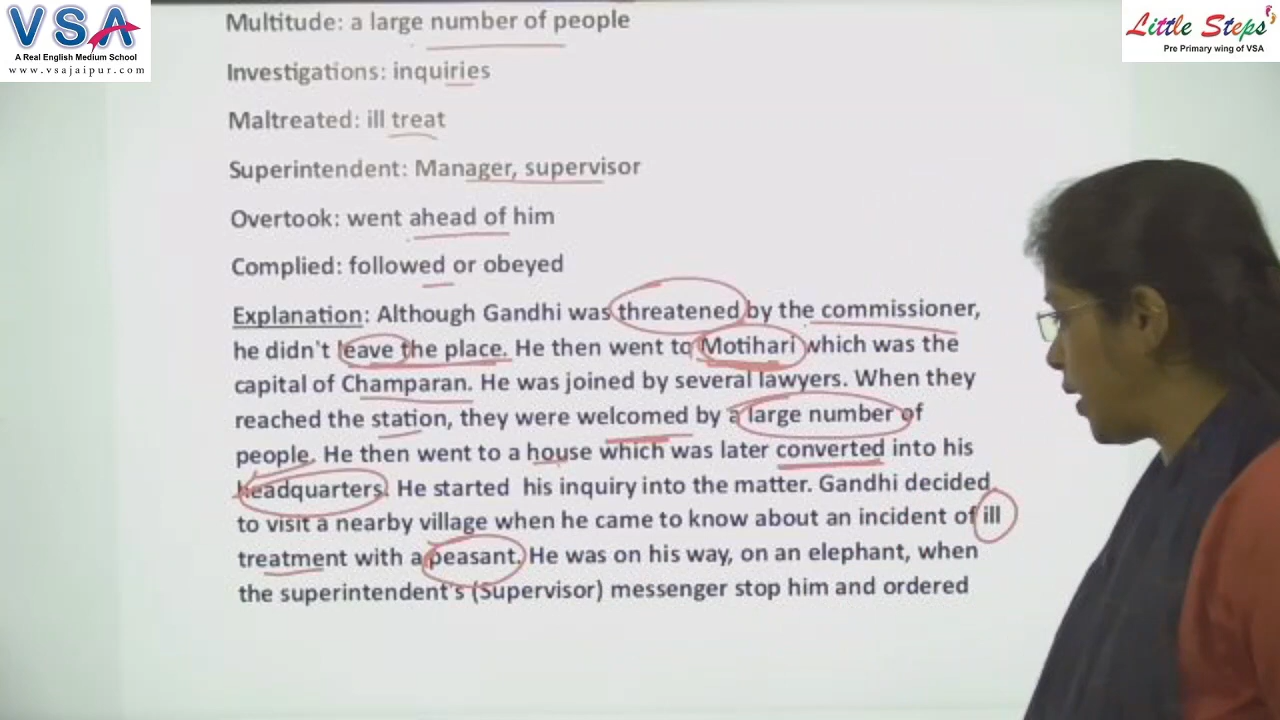 VSA
A Real English Medium School
www.vsajaipur.com
Little Steps
Pre Primary wing of VSA
Multitude: a large number of people
Investigations: inquiries
Maltreated: ill treat
Superintendent: Manager, supervisor
Overtook: went ahead of him
Complied: followed or obeyed
Explanation: Although Gandhi was threatened by the commissioner,
he didn't leave the place. He then went to Motihari which was the
capital of Champaran. He was joined by several lawyers. When they
reached the station, they were welcomed by a large number of
people. He then went to a house which was later converted into his
headquarters. He started his inquiry into the matter. Gandhi decided
to visit a nearby village when he came to know about an incident of ill
treatment with a peasant. He was on his way, on an elephant, when
the superintendent's (Supervisor) messenger stop him and ordered